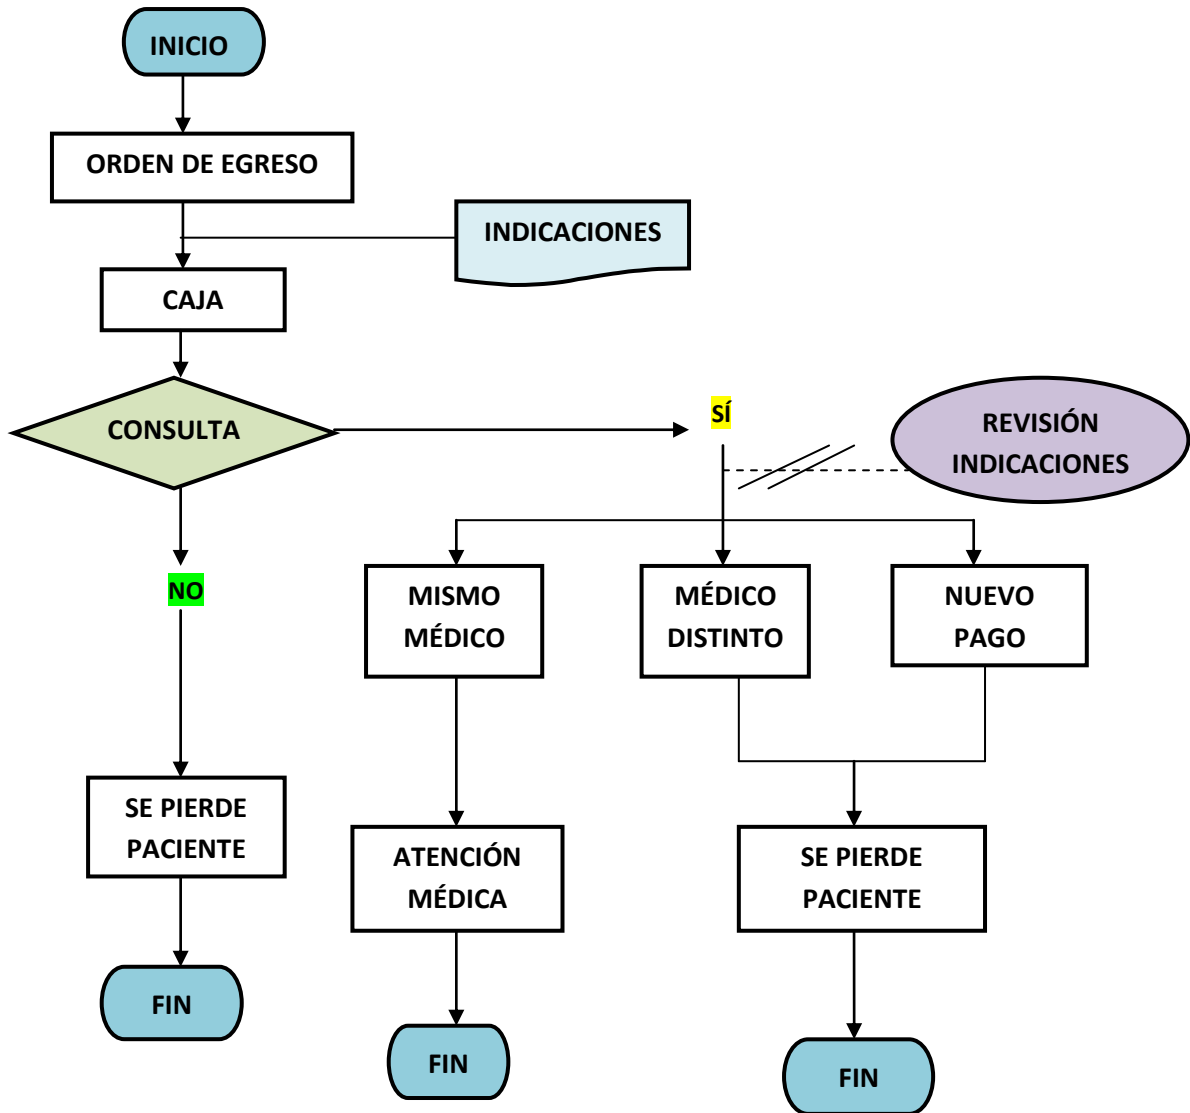 INICIO
ORDEN DE EGRESO
INDICACIONES
CAJA
CONSULTA
SÍ
REVISIÓN
INDICACIONES
NO
MISMO
MÉDICO
MÉDICO
DISTINTO
NUEVO
PAGO
SE PIERDE
PACIENTE
ATENCIÓN
MÉDICA
SE PIERDE
PACIENTE
FIN
FIN
FIN